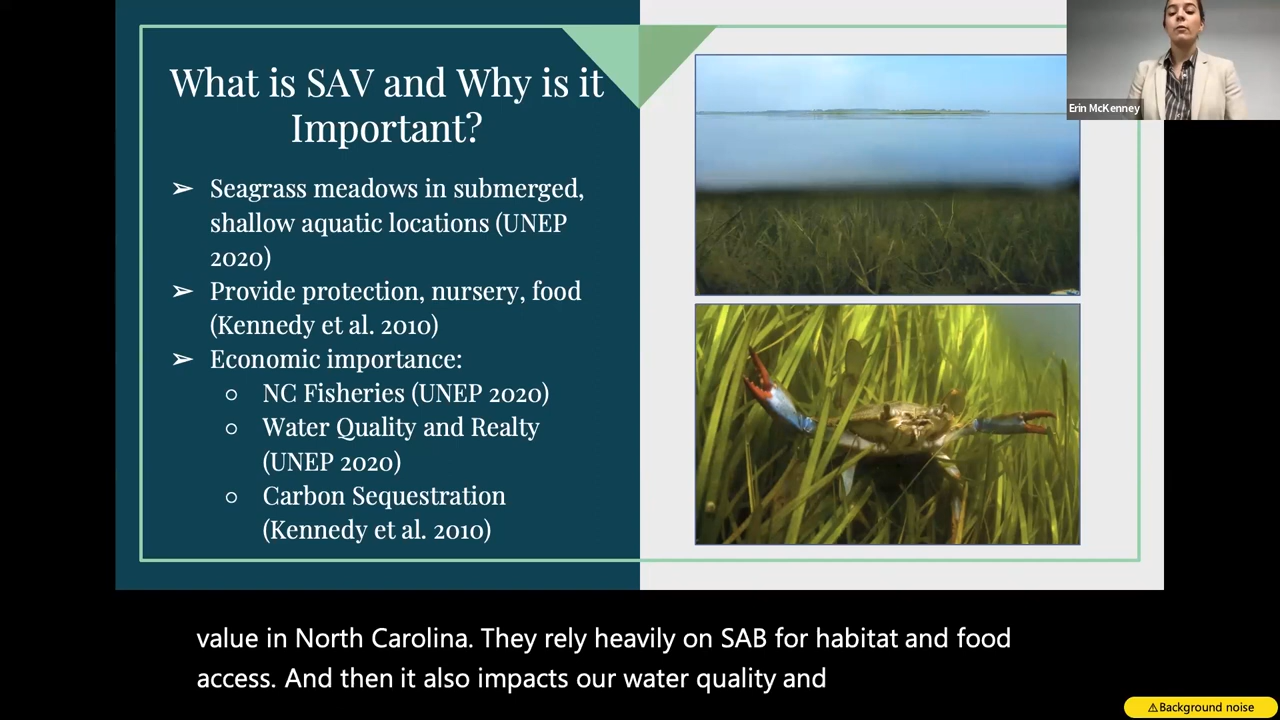 What is SAV and Why is it
Important?
➢ Seagrass meadows in submerged,
shallow aquatic locations (UNEP
2020)
➢ Provide protection, nursery, food
(Kennedy et al. 2010)
➢ Economic importance:
○ NC Fisheries (UNEP 2020)
○ Water Quality and Realty
(UNEP 2020)
○ Carbon Sequestration
(Kennedy et al. 2010)
Erin McKenney
value in North Carolina. They rely heavily on SAB for habitat and food
access. And then it also impacts our water quality and
⚠Background noise